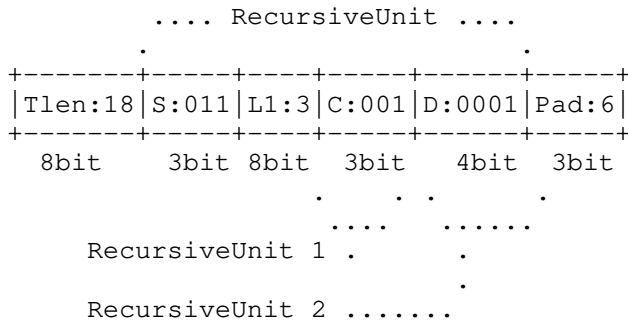 .... RecursiveUnit ....
. .
+-------+-----+----+-----+------+-----+
|Tlen:18|S:011|L1:3|C:001|D:0001|Pad:6|
+-------+-----+----+-----+------+-----+
8bit 3bit 8bit 3bit 4bit 3bit
. . . .
.... ......
RecursiveUnit 1 . .
.
RecursiveUnit 2 .......